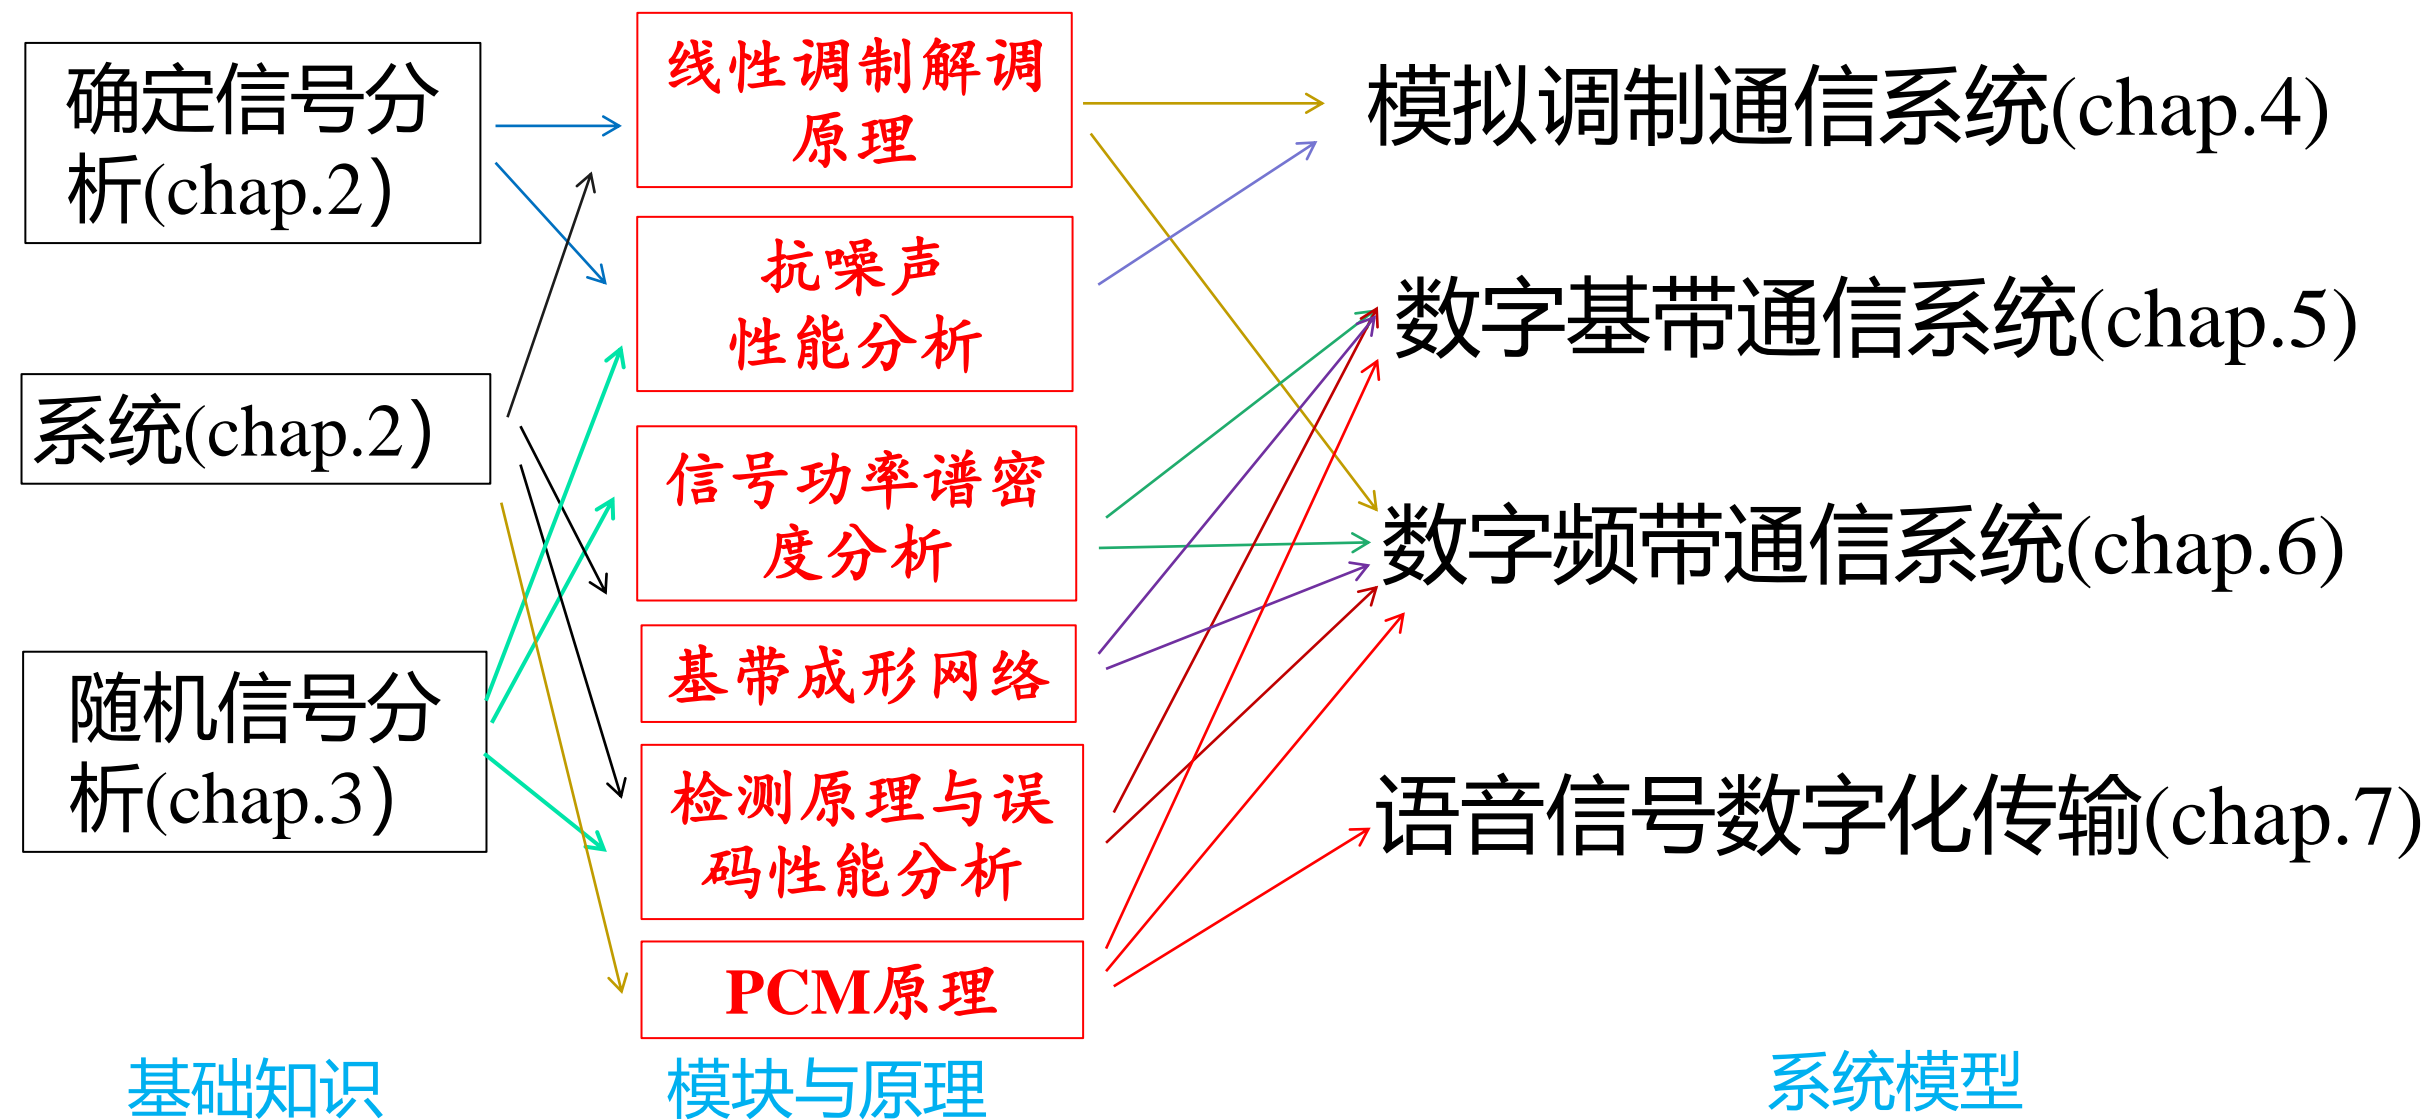 确定信号分
析(chap.2）
系统(chap.2）
随机信号分
析(chap.3）
基础知识
线性调制解调
原理
抗噪声
性能分析
信号功率谱密
度分析
基带成形网络
检测原理与误
码性能分析
PCM原理
模块与原理
模拟调制通信系统(chap.4)
数字基带通信系统(chap.5)
数字频带通信系统(chap.6)
语音信号数字化传输(chap.7)
系统模型